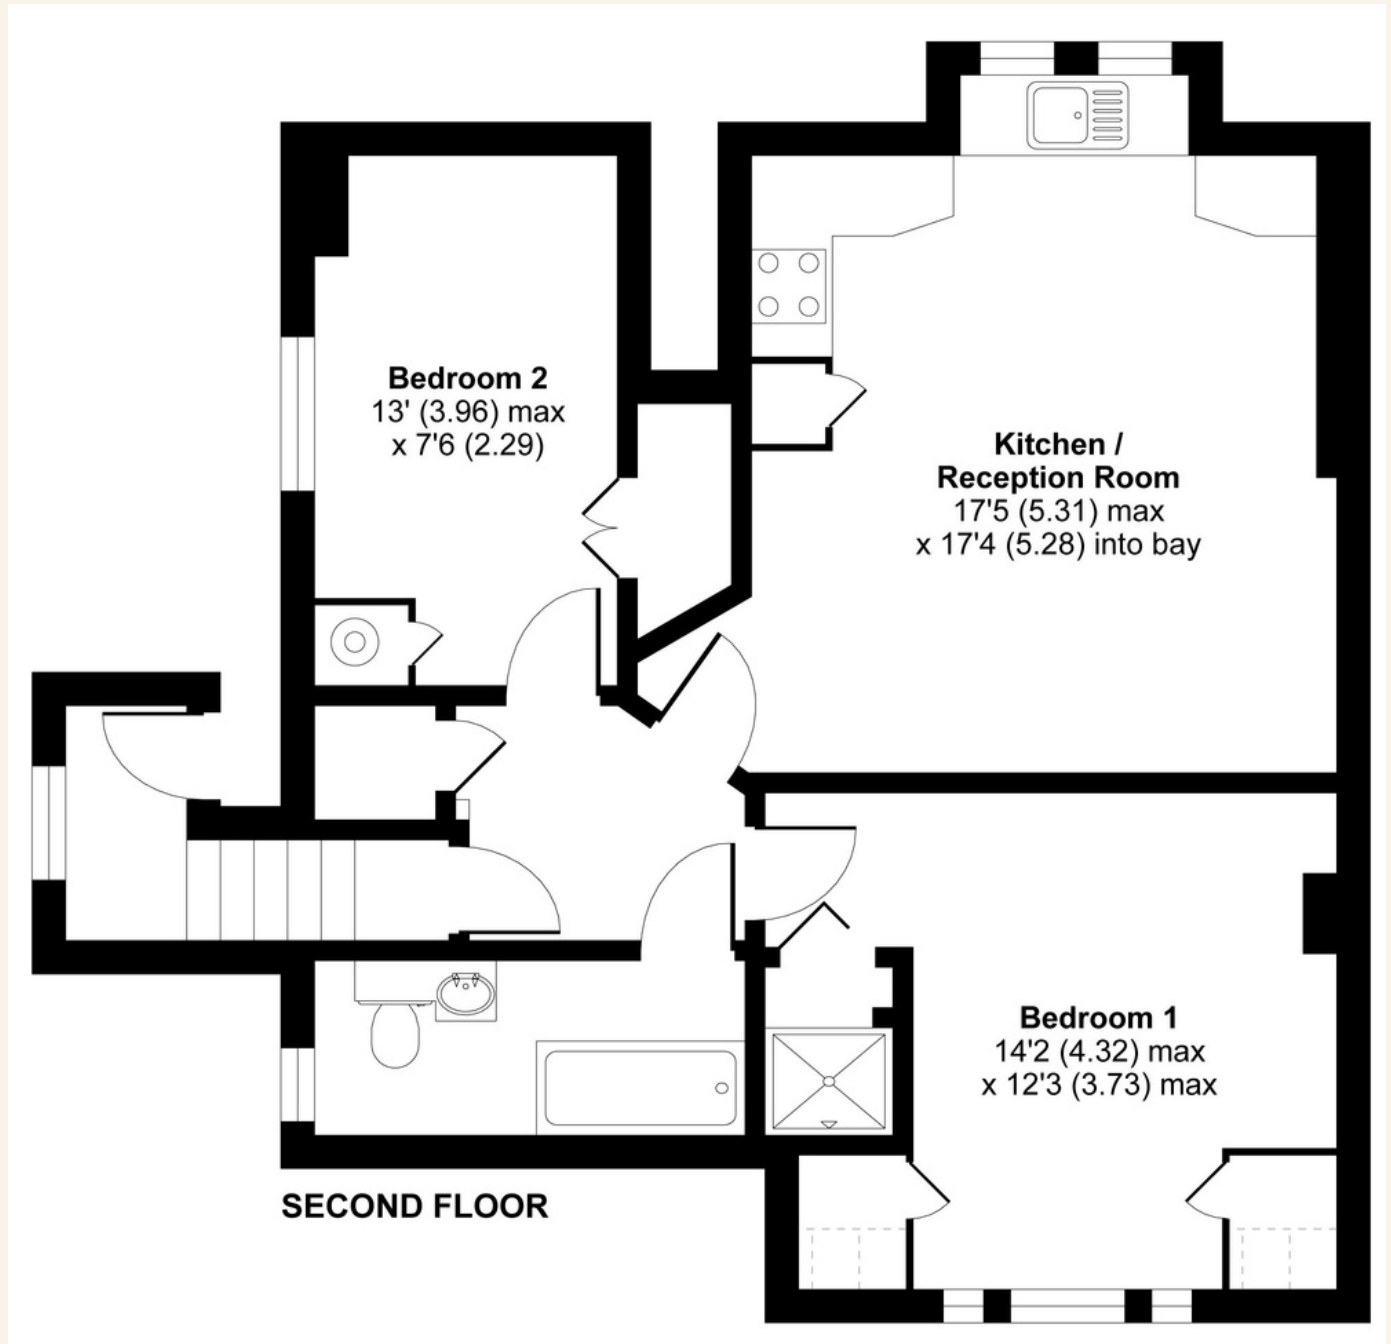 Bedroom 2
13' (3.96) max
x 7'6 (2.29)
Kitchen /
Reception Room
17'5 (5.31) max
x 17'4 (5.28) into bay
Bedroom 1
14'2 (4.32) max
x 12'3 (3.73) max
SECOND FLOOR